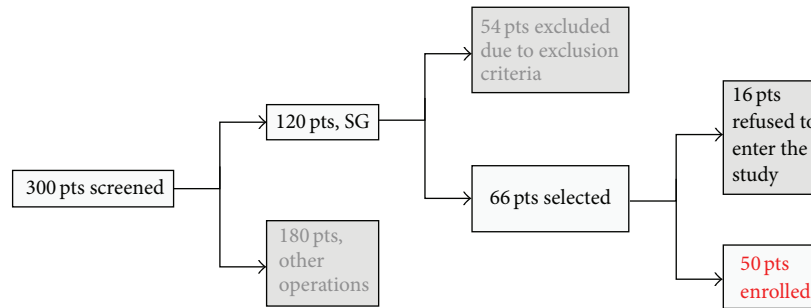 300 pts screened
120 pts, SG
180 pts,
other
operations
54 pts excluded
due to exclusion
criteria
66 pts selected
16 pts
refused to
enter the
study
50 pts
enrolled